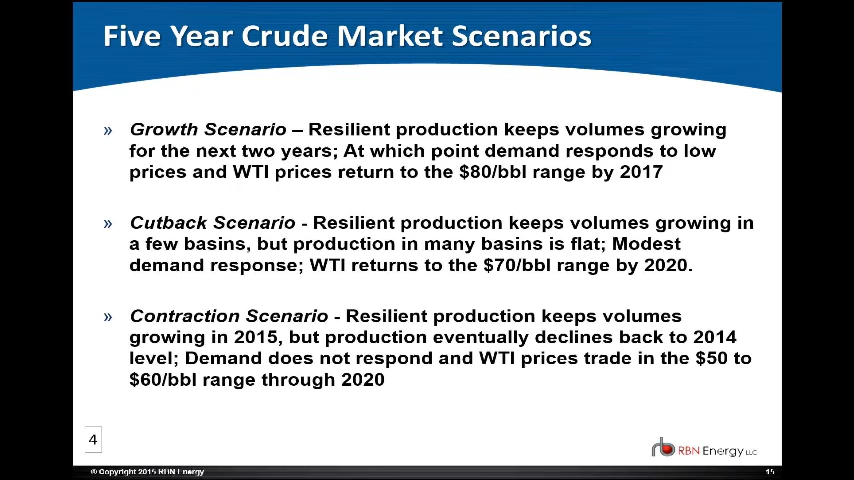 Five Year Crude Market Scenarios
» Growth Scenario – Resilient production keeps volumes growing
for the next two years; At which point demand responds to low
prices and WTI prices return to the $80/bbl range by 2017
» Cutback Scenario - Resilient production keeps volumes growing in
a few basins, but production in many basins is flat; Modest
demand response; WTI returns to the $70/bbl range by 2020.
» Contraction Scenario - Resilient production keeps volumes
growing in 2015, but production eventually declines back to 2014
level; Demand does not respond and WTI prices trade in the $50 to
$60/bbl range through 2020
4
RBN Energy LLC
© Copyright 2015 RBN Energy
15